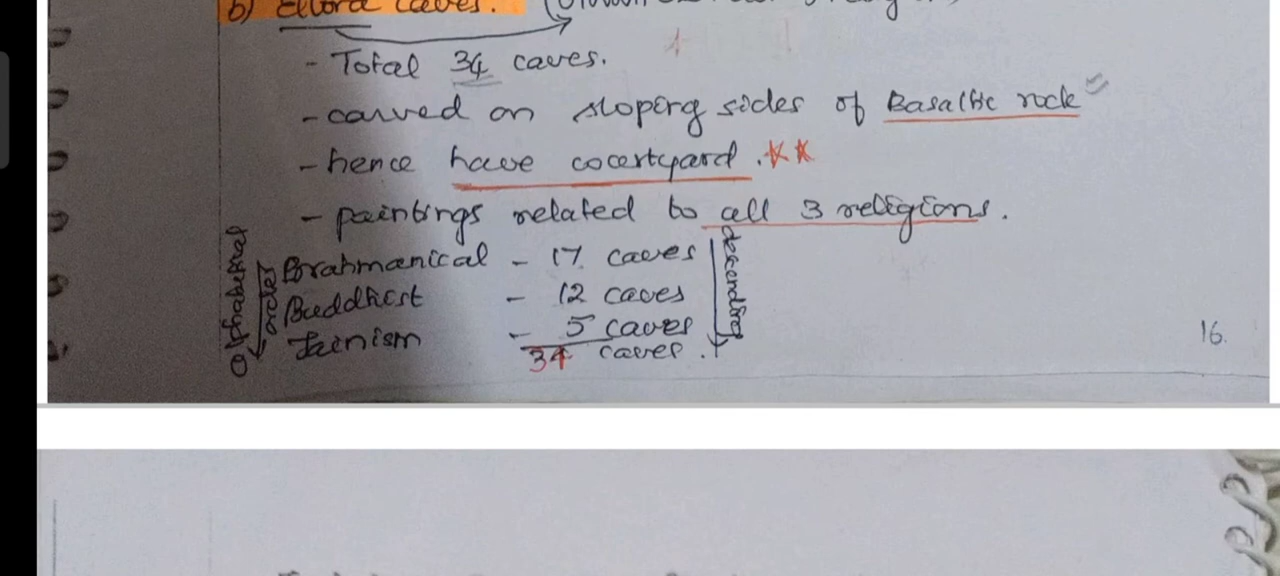 b) Ellora Caves.
- Total 34 caves.
- carved on sloping sides of Basaltic rock
- hence have courtyard. **
- paintings related to all 3 religions.
Brahmanical - 17 caves
Buddhist - 12 caves
Jainism - 5 caves
34 caves.
alphabetical order
descending
16.